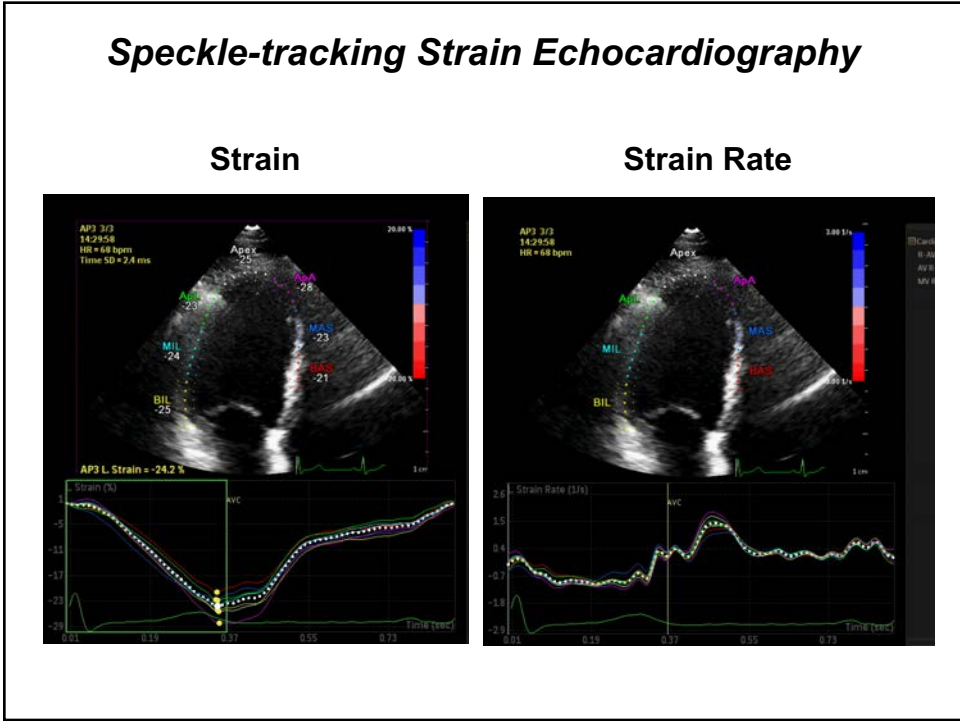 Speckle-tracking Strain Echocardiography
Strain
Strain Rate
AP3 3/3
14:29:58
HR = 68 bpm
Time SD = 2.4 ms
20.00 %
Apex
-25
ApA
-28
ApL
-23
MAS
-23
MIL
-24
BAS
-21
-20.00 %
BIL
-25
AP3 L. Strain = -24.2 %
1 cm
L. Strain (%)
AVC
1
-5
-11
-17
-23
-29
Time (sec)
0.01 0.19 0.37 0.55 0.73
AP3 3/3
14:29:58
HR = 68 bpm
3.00 1/s
Apex
ApA
ApL
MAS
MIL
BAS
BIL
1 cm
Strain Rate (1/s)
AVC
2.6
1.5
0.4
-0.7
-1.8
-2.9
Time (sec)
0.01 0.19 0.37 0.55 0.73
Cardi
R-AV
AV R